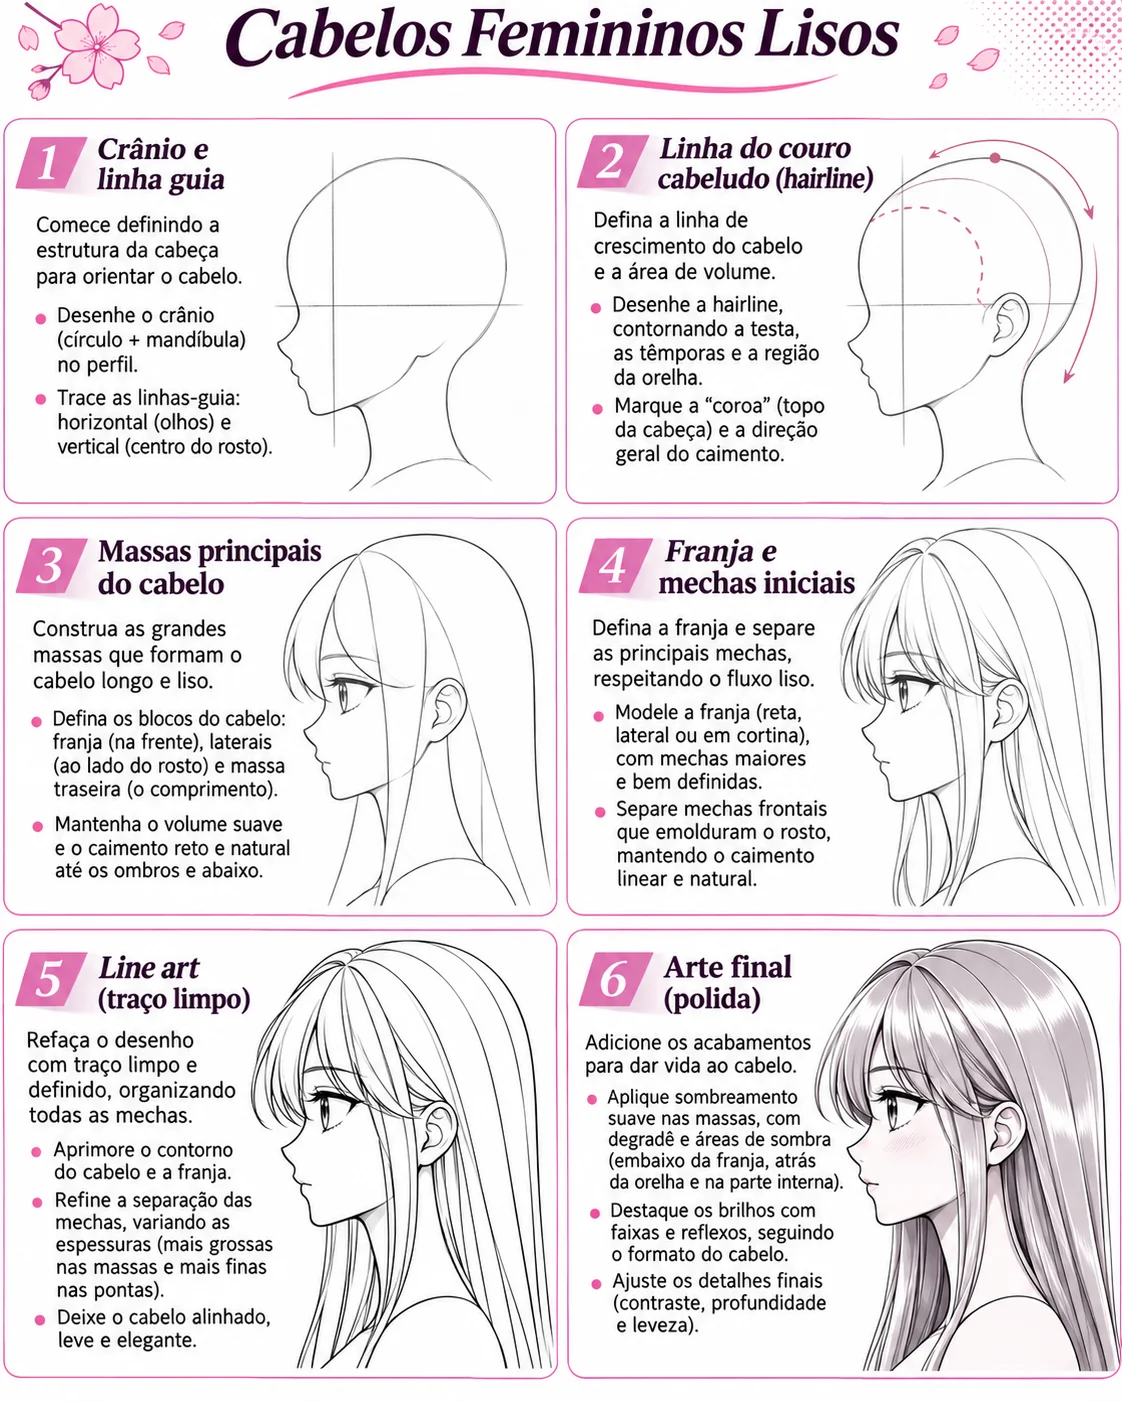 Cabelos Femininos Lisos
1
Crânio e
linha guia
Comece definindo a
estrutura da cabeça
para orientar o cabelo.
Desenhe o crânio
(círculo + mandíbula)
no perfil.
Trace as linhas-guia:
horizontal (olhos) e
vertical (centro do rosto).
2
Linha do couro
cabeludo (hairline)
Defina a linha de
crescimento do cabelo
e a área de volume.
Desenhe a hairline,
contornando a testa,
as têmporas e a região
da orelha.
Marque a “coroa” (topo
da cabeça) e a direção
geral do caimento.
3
Massas principais
do cabelo
Construa as grandes
massas que formam o
cabelo longo e liso.
Defina os blocos do cabelo:
franja (na frente), laterais
(ao lado do rosto) e massa
traseira (o comprimento).
Mantenha o volume suave
e o caimento reto e natural
até os ombros e abaixo.
4
Franja e
mechas iniciais
Defina a franja e separe
as principais mechas,
respeitando o fluxo liso.
Modele a franja (reta,
lateral ou em cortina),
com mechas maiores
e bem definidas.
Separe mechas frontais
que emolduram o rosto,
mantendo o caimento
linear e natural.
5
Line art
(traço limpo)
Refaça o desenho
com traço limpo e
definido, organizando
todas as mechas.
Aprimore o contorno
do cabelo e a franja.
Refine a separação das
mechas, variando as
espessuras (mais grossas
nas massas e mais finas
nas pontas).
Deixe o cabelo alinhado,
leve e elegante.
6
Arte final
(polida)
Adicione os acabamentos
para dar vida ao cabelo.
Aplique sombreamento
suave nas massas, com
degradê e áreas de sombra
(embaixo da franja, atrás
da orelha e na parte interna).
Destaque os brilhos com
faixas e reflexos, seguindo
o formato do cabelo.
Ajuste os detalhes finais
(contraste, profundidade
e leveza).